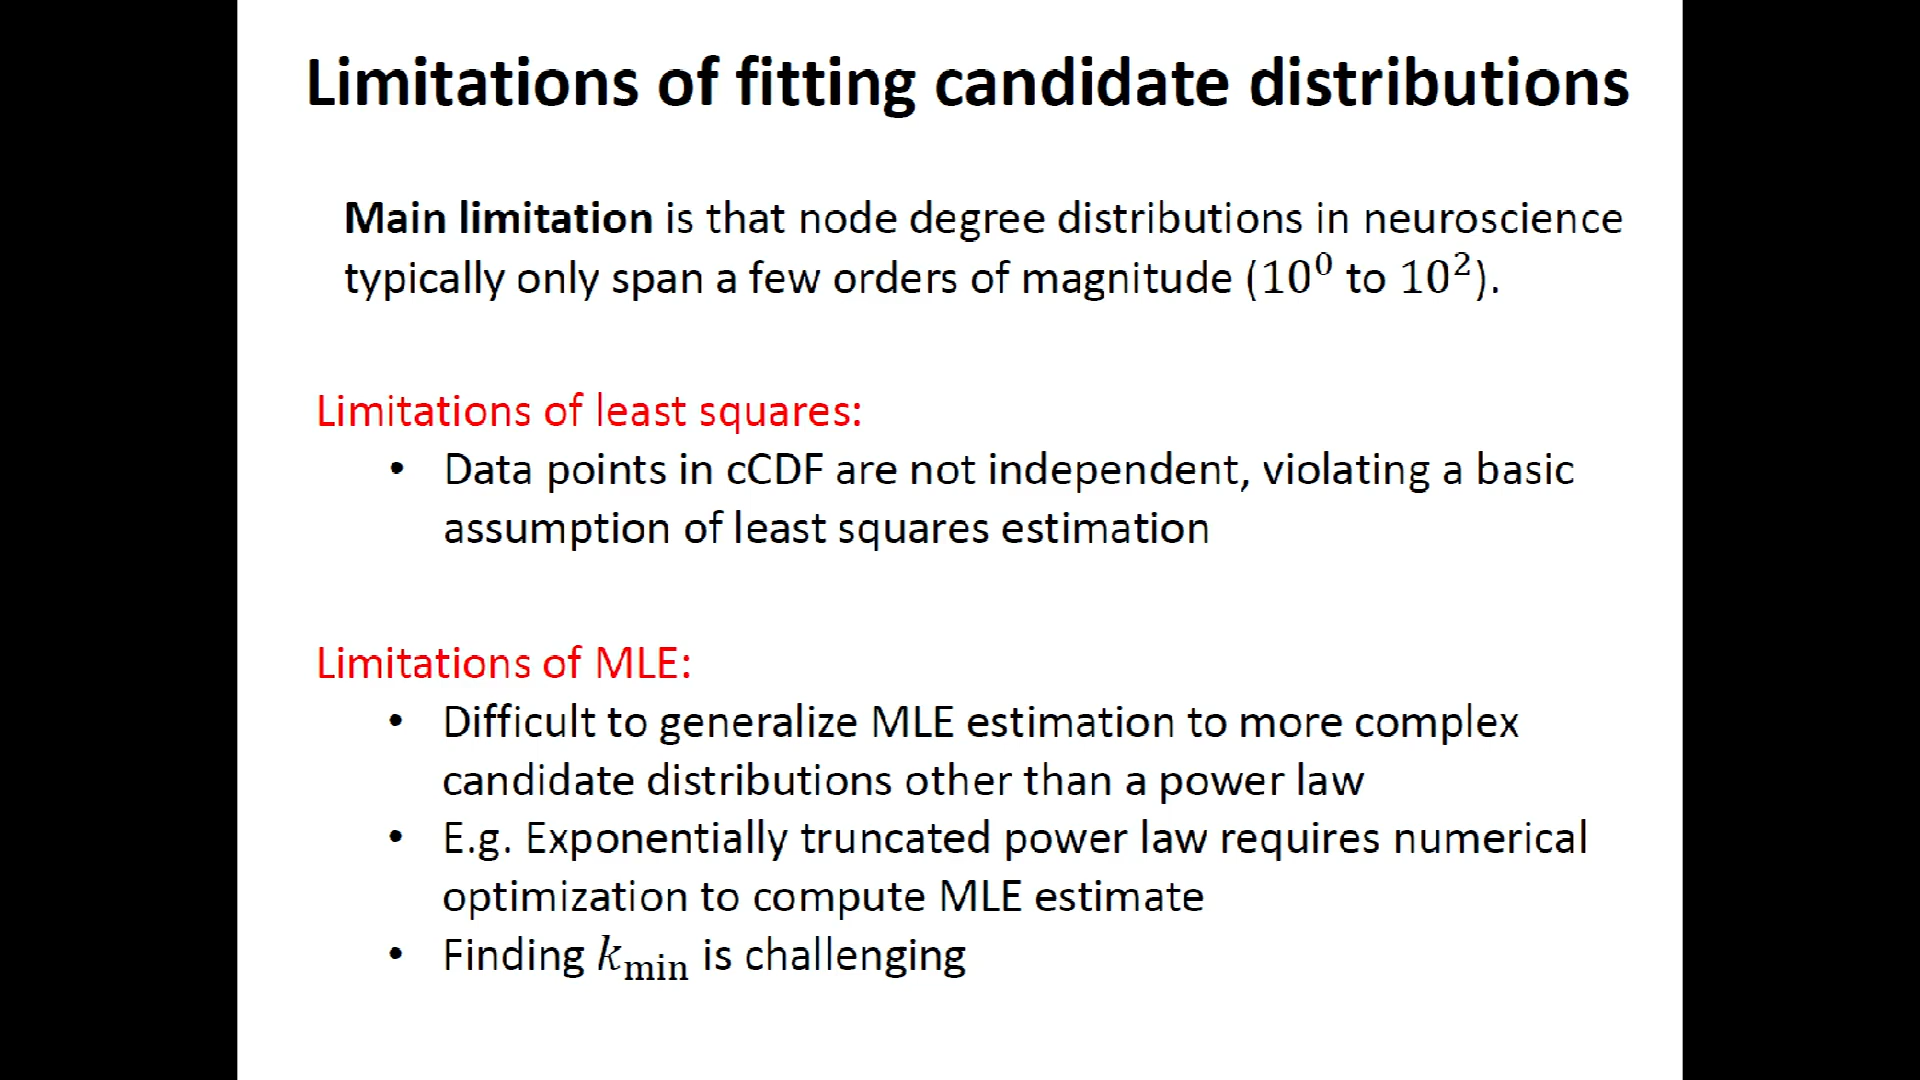 Limitations of fitting candidate distributions
Main limitation is that node degree distributions in neuroscience
typically only span a few orders of magnitude (10⁰ to 10²).
Limitations of least squares:
• Data points in cCDF are not independent, violating a basic
assumption of least squares estimation
Limitations of MLE:
• Difficult to generalize MLE estimation to more complex
candidate distributions other than a power law
• E.g. Exponentially truncated power law requires numerical
optimization to compute MLE estimate
• Finding k_min is challenging